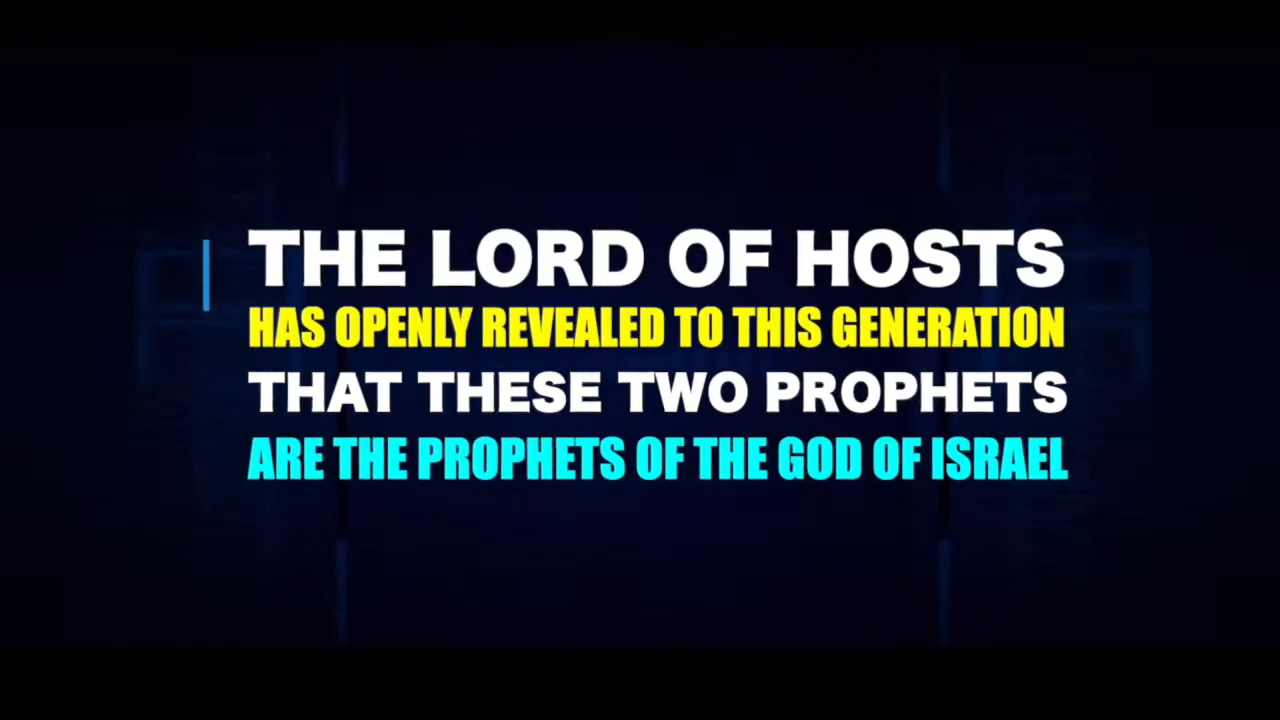 THE LORD OF HOSTS
HAS OPENLY REVEALED TO THIS GENERATION
THAT THESE TWO PROPHETS
ARE THE PROPHETS OF THE GOD OF ISRAEL